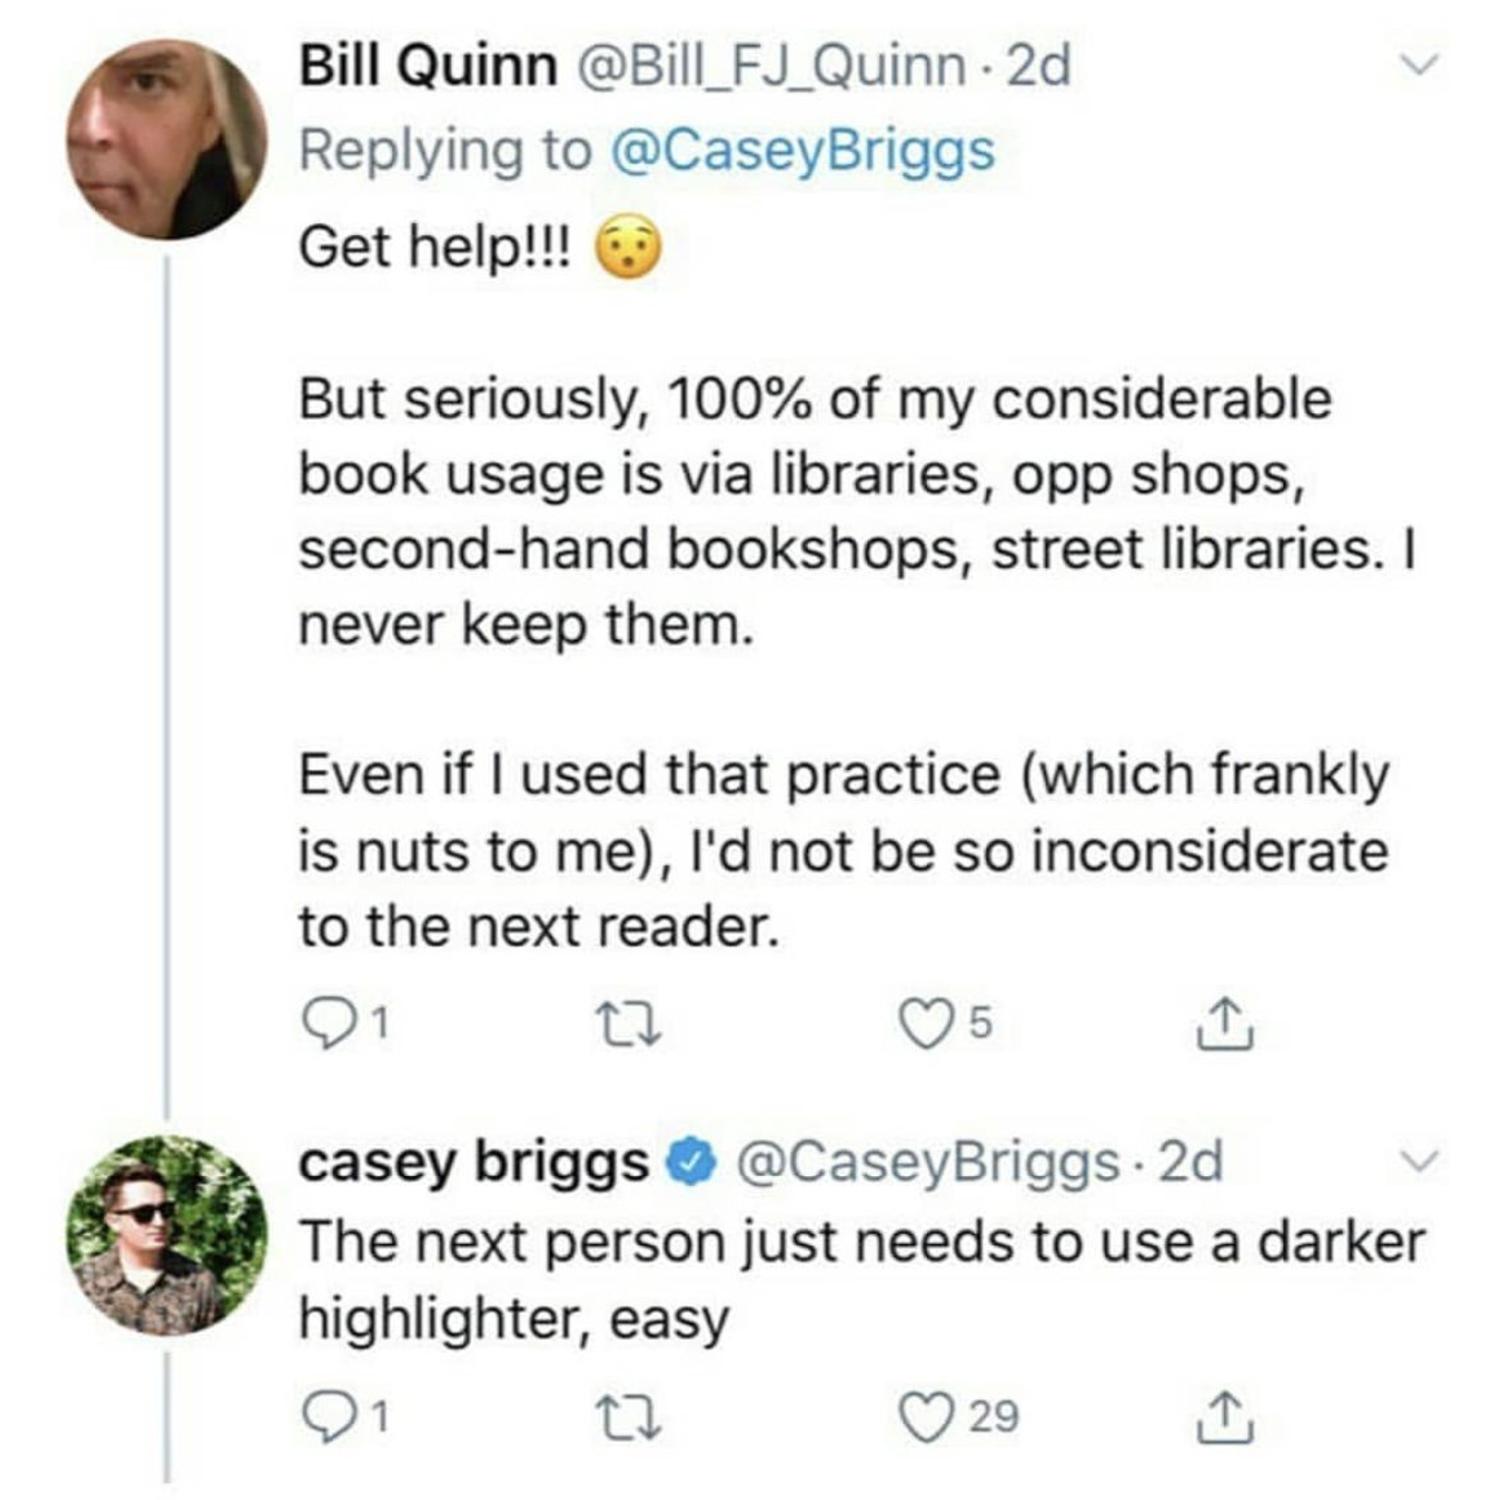 Bill Quinn @Bill_FJ_Quinn · 2d
Replying to @CaseyBriggs
Get help!!! 😯
But seriously, 100% of my considerable
book usage is via libraries, opp shops,
second-hand bookshops, street libraries. I
never keep them.
Even if I used that practice (which frankly
is nuts to me), I'd not be so inconsiderate
to the next reader.
1 5
casey briggs @CaseyBriggs · 2d
The next person just needs to use a darker
highlighter, easy
1 29